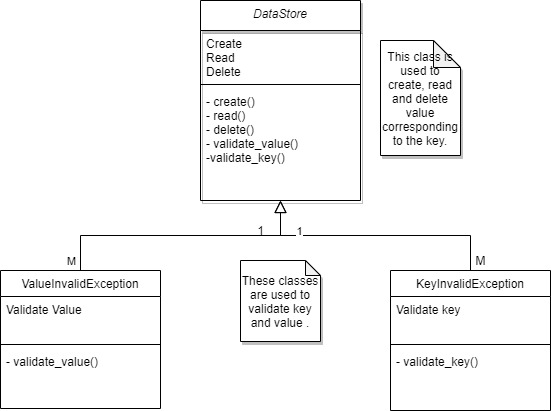 DataStore
Create
Read
Delete
- create()
- read()
- delete()
- validate_value()
-validate_key()
This class is
used to
create, read
and delete
value
corresponding
to the key.
1
1
M
M
ValueInvalidException
Validate Value
- validate_value()
These classes
are used to
validate key
and value .
KeyInvalidException
Validate key
- validate_key()